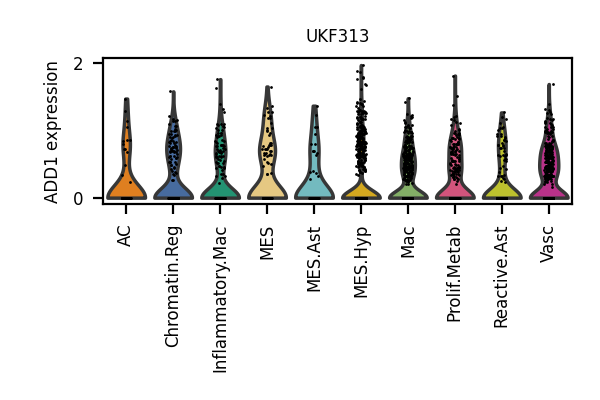 UKF313
ADD1 expression
2
0
AC
Chromatin.Reg
Inflammatory.Mac
MES
MES.Ast
MES.Hyp
Mac
Prolif.Metab
Reactive.Ast
Vasc